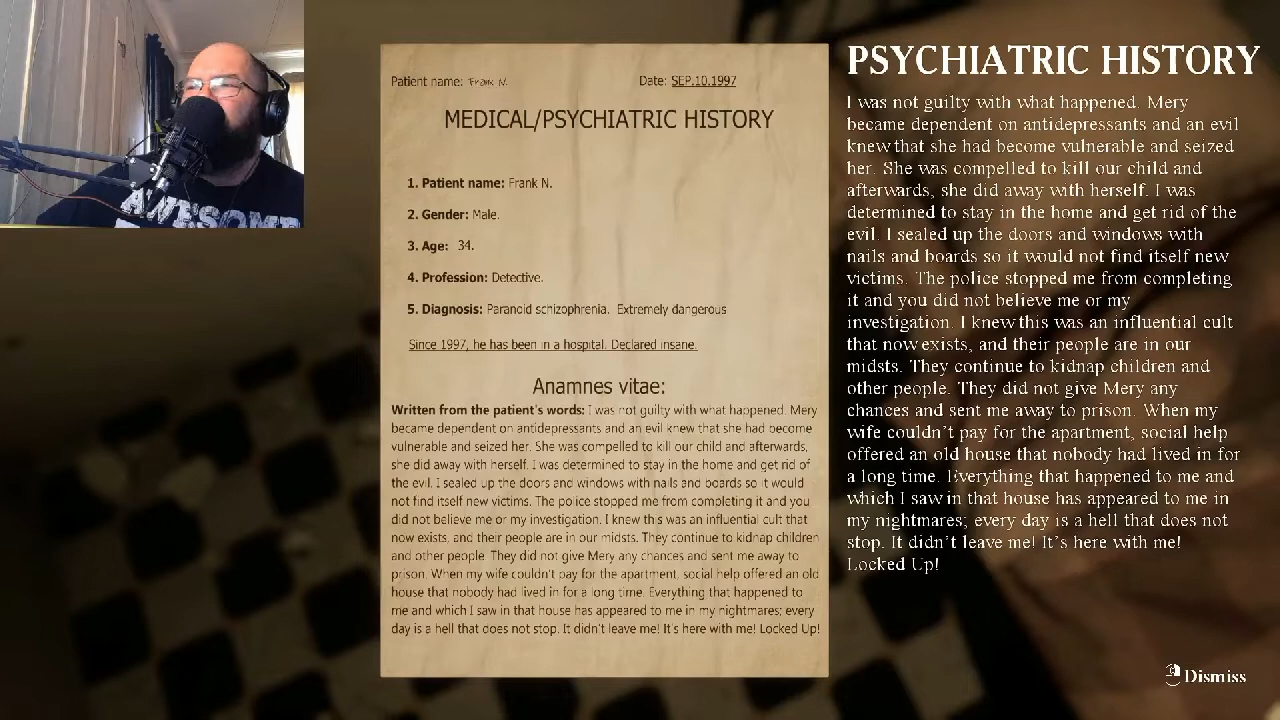 AWESOME
Patient name: Frank N.
Date: SEP.10.1997
MEDICAL/PSYCHIATRIC HISTORY
1. Patient name: Frank N.
2. Gender: Male.
3. Age: 34.
4. Profession: Detective.
5. Diagnosis: Paranoid schizophrenia. Extremely dangerous
Since 1997, he has been in a hospital. Declared insane.
Anamnes vitae:
Written from the patient's words: I was not guilty with what happened. Mery
became dependent on antidepressants and an evil knew that she had become
vulnerable and seized her. She was compelled to kill our child and afterwards,
she did away with herself. I was determined to stay in the home and get rid of
the evil. I sealed up the doors and windows with nails and boards so it would
not find itself new victims. The police stopped me from completing it and you
did not believe me or my investigation. I knew this was an influential cult that
now exists, and their people are in our midsts. They continue to kidnap children
and other people. They did not give Mery any chances and sent me away to
prison. When my wife couldn't pay for the apartment, social help offered an old
house that nobody had lived in for a long time. Everything that happened to
me and which I saw in that house has appeared to me in my nightmares; every
day is a hell that does not stop. It didn't leave me! It's here with me! Locked Up!
PSYCHIATRIC HISTORY
I was not guilty with what happened. Mery
became dependent on antidepressants and an evil
knew that she had become vulnerable and seized
her. She was compelled to kill our child and
afterwards, she did away with herself. I was
determined to stay in the home and get rid of the
evil. I sealed up the doors and windows with
nails and boards so it would not find itself new
victims. The police stopped me from completing
it and you did not believe me or my
investigation. I knew this was an influential cult
that now exists, and their people are in our
midsts. They continue to kidnap children and
other people. They did not give Mery any
chances and sent me away to prison. When my
wife couldn’t pay for the apartment, social help
offered an old house that nobody had lived in for
a long time. Everything that happened to me and
which I saw in that house has appeared to me in
my nightmares; every day is a hell that does not
stop. It didn’t leave me! It’s here with me!
Locked Up!
Dismiss